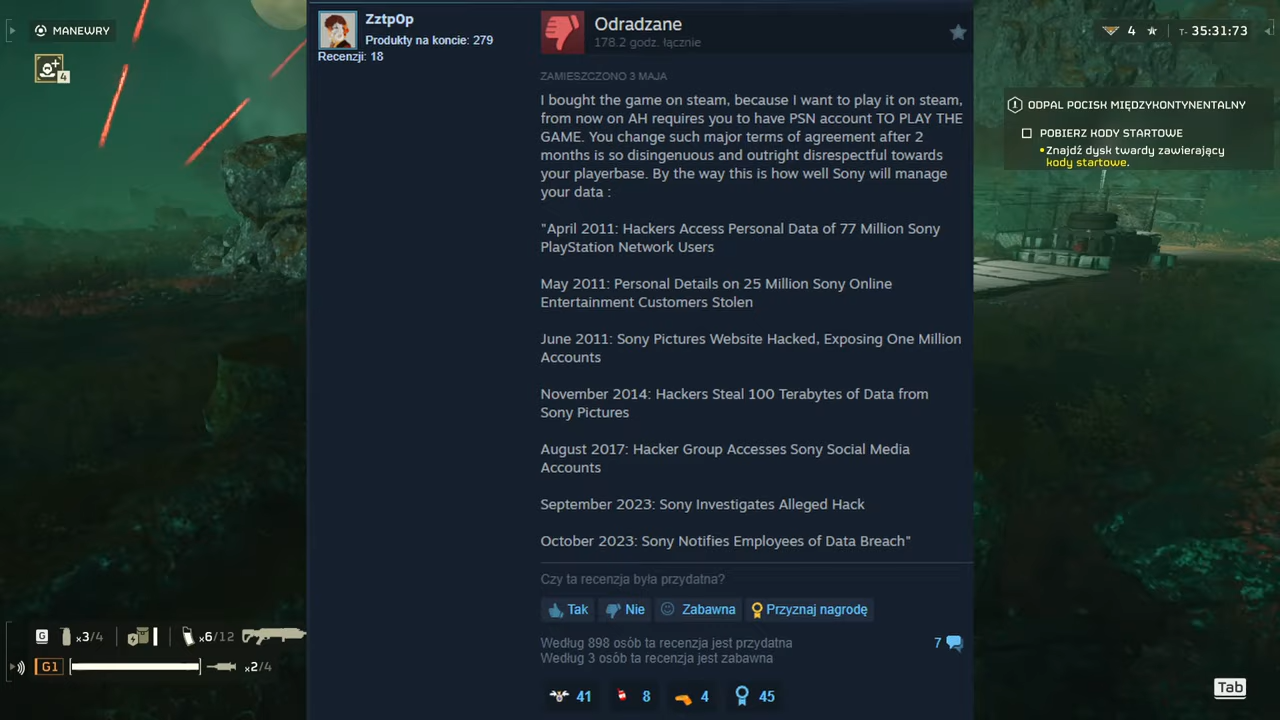 MANEWRY
4
ZztpOp
Produkty na koncie: 279
Recenzji: 18
Odradzane
178.2 godz. łącznie
ZAMIESZCZONO 3 MAJA
I bought the game on steam, because I want to play it on steam,
from now on AH requires you to have PSN account TO PLAY THE
GAME. You change such major terms of agreement after 2
months is so disingenuous and outright disrespectful towards
your playerbase. By the way this is how well Sony will manage
your data :
"April 2011: Hackers Access Personal Data of 77 Million Sony
PlayStation Network Users
May 2011: Personal Details on 25 Million Sony Online
Entertainment Customers Stolen
June 2011: Sony Pictures Website Hacked, Exposing One Million
Accounts
November 2014: Hackers Steal 100 Terabytes of Data from
Sony Pictures
August 2017: Hacker Group Accesses Sony Social Media
Accounts
September 2023: Sony Investigates Alleged Hack
October 2023: Sony Notifies Employees of Data Breach"
Czy ta recenzja była przydatna?
Tak Nie Zabawna Przyznaj nagrodę
Według 898 osób ta recenzja jest przydatna
Według 3 osób ta recenzja jest zabawna
7
41 8 4 45
4 T- 35:31:73
ODPAL POCISK MIĘDZYKONTYNENTALNY
POBIERZ KODY STARTOWE
Znajdź dysk twardy zawierający
kody startowe.
G x3/4 x6/12
G1 x2/4
Tab